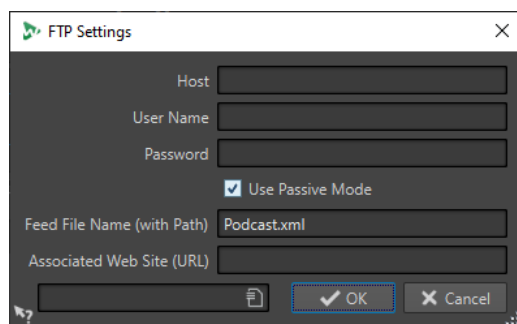 FTP Settings
Host
User Name
Password
Use Passive Mode
Feed File Name (with Path) Podcast.xml
Associated Web Site (URL)
OK Cancel